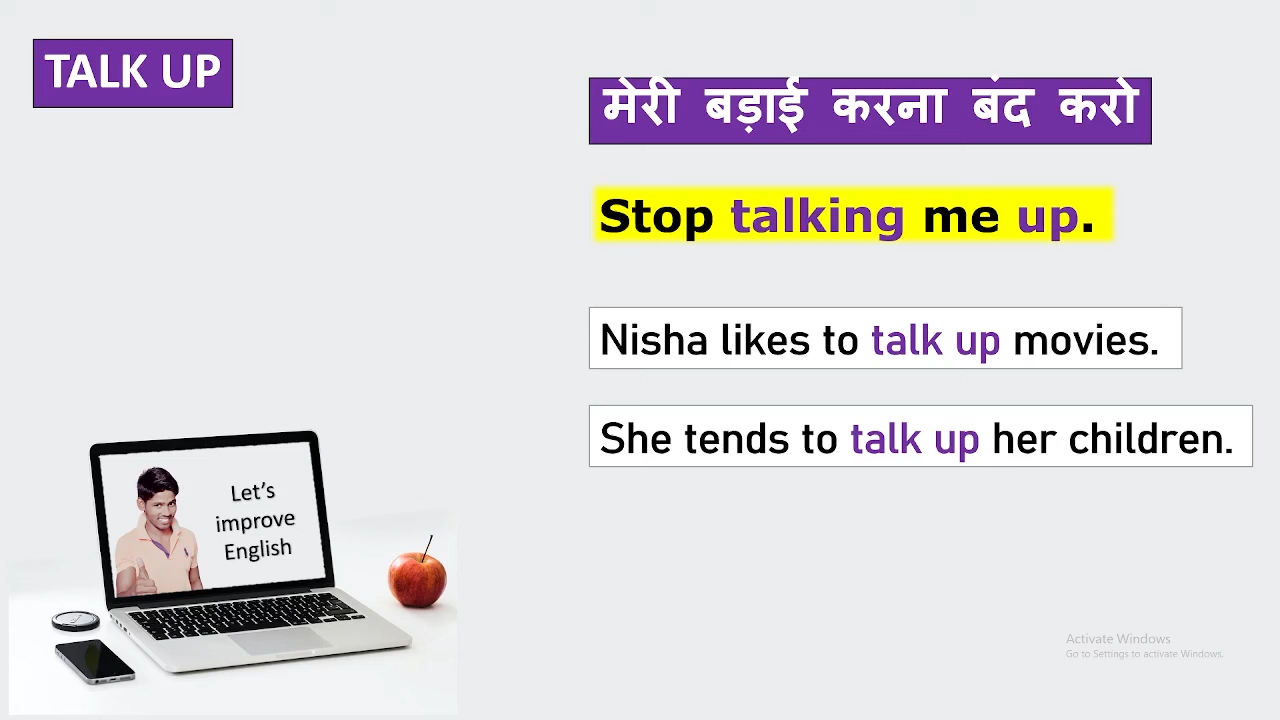 TALK UP
मेरी बड़ाई करना बंद करो
Stop talking me up.
Nisha likes to talk up movies.
She tends to talk up her children.
Let's
improve
English
Activate Windows
Go to Settings to activate Windows.